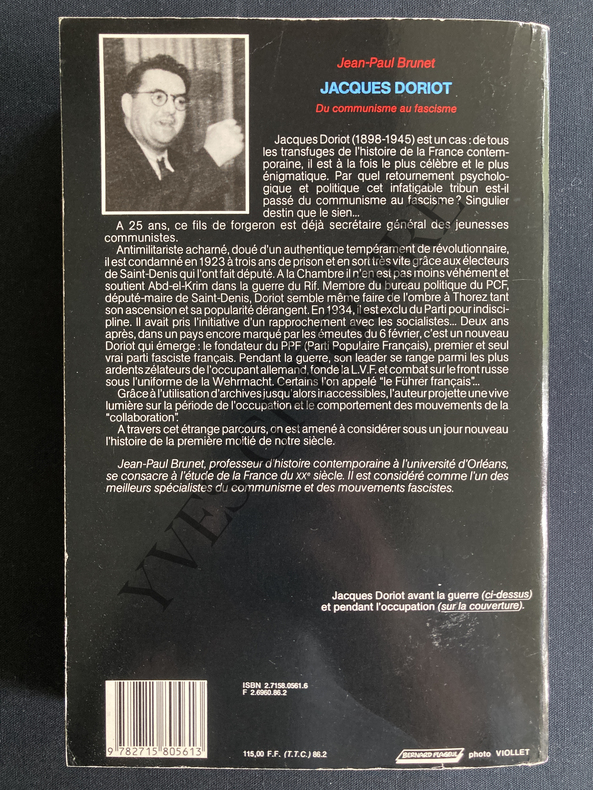 Jean-Paul Brunet
JACQUES DORIOT
Du communisme au fascisme
Jacques Doriot (1898-1945) est un cas : de tous
les transfuges de l'histoire de la France contem-
poraine, il est à la fois le plus célèbre et le plus
énigmatique. Par quel retournement psycholo-
gique et politique cet infatigable tribun est-il
passé du communisme au fascisme ? Singulier
destin que le sien...
A 25 ans, ce fils de forgeron est déjà secrétaire général des jeunesses
communistes.
Antimilitariste acharné, doué d'un authentique tempérament de révolutionnaire,
il est condamné en 1923 à trois ans de prison et en sort très vite grâce aux électeurs
de Saint-Denis qui l'ont fait député. A la Chambre il n'en est pas moins véhément et
soutient Abd-el-Krim dans la guerre du Rif. Membre du bureau politique du PCF,
député-maire de Saint-Denis, Doriot semble même faire de l'ombre à Thorez tant
son ascension et sa popularité dérangent. En 1934, il est exclu du Parti pour indisci-
pline. Il avait pris l'initiative d'un rapprochement avec les socialistes... Deux ans
après, dans un pays encore marqué par les émeutes du 6 février, c'est un nouveau
Doriot qui émerge : le fondateur du PPF (Parti Populaire Français), premier et seul
vrai parti fasciste français. Pendant la guerre, son leader se range parmi les plus
ardents zélateurs de l'occupant allemand, fonde la L.V.F. et combat sur le front russe
sous l'uniforme de la Wehrmacht. Certains l'on appelé "le Führer français"...
Grâce à l'utilisation d'archives jusqu'alors inaccessibles, l'auteur projette une vive
lumière sur la période de l'occupation et le comportement des mouvements de la
"collaboration".
A travers cet étrange parcours, on est amené à considérer sous un jour nouveau
l'histoire de la première moitié de notre siècle.
Jean-Paul Brunet, professeur d'histoire contemporaine à l'université d'Orléans,
se consacre à l'étude de la France du XXe siècle. Il est considéré comme l'un des
meilleurs spécialistes du communisme et des mouvements fascistes.
Jacques Doriot avant la guerre (ci-dessus)
et pendant l'occupation (sur la couverture).
ISBN 2.7158.0561.6
F 2.6960.86.2
9 782715 805613
115,00 F.F. (T.T.C.) 86.2
photo VIOLLET